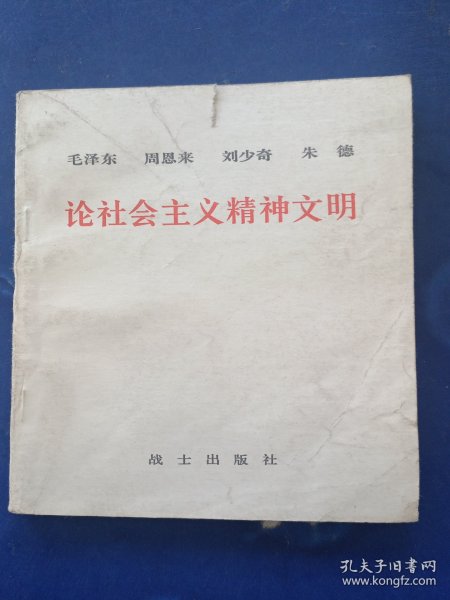 毛泽东 周恩来 刘少奇 朱德
论社会主义精神文明
战士出版社
孔夫子旧书网
www.kongfz.com